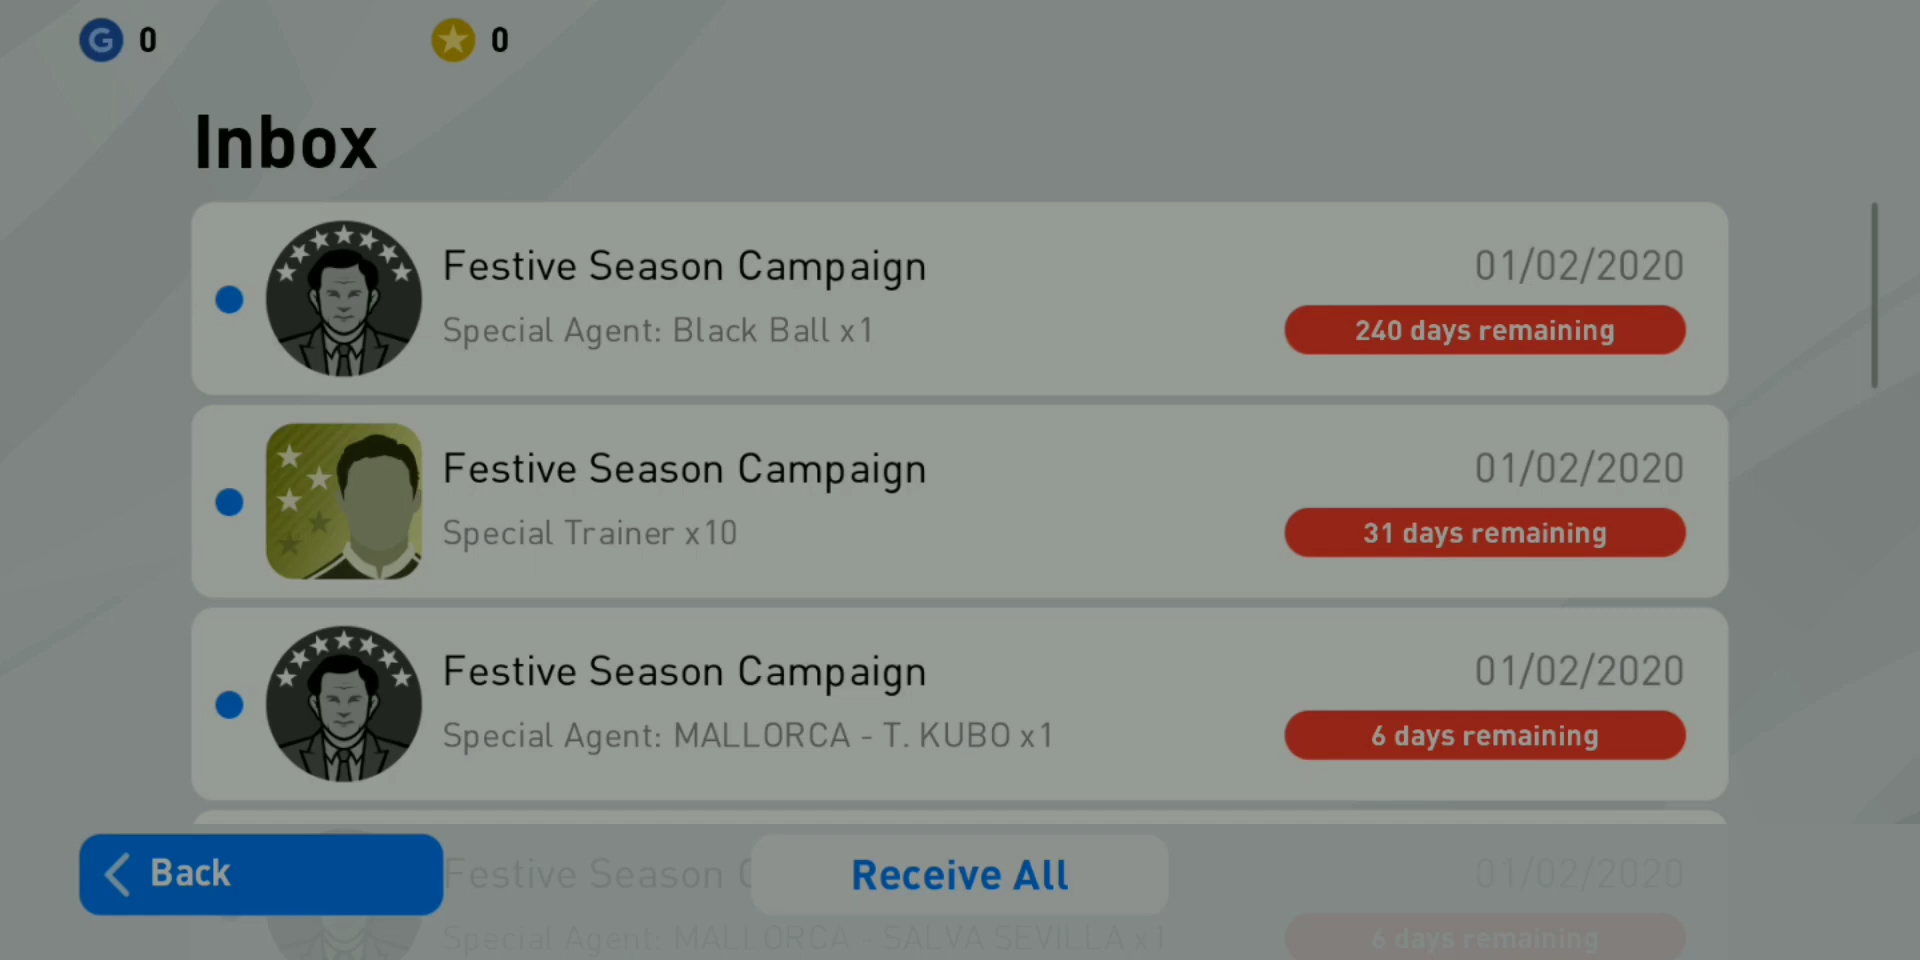 G 0 0
Inbox
Festive Season Campaign 01/02/2020
Special Agent: Black Ball x1 240 days remaining
Festive Season Campaign 01/02/2020
Special Trainer x10 31 days remaining
Festive Season Campaign 01/02/2020
Special Agent: MALLORCA - T. KUBO x1 6 days remaining
Back Festive Season C Receive All 01/02/2020
Special Agent: MALLORCA - SALVA SEVILLA x1 6 days remaining